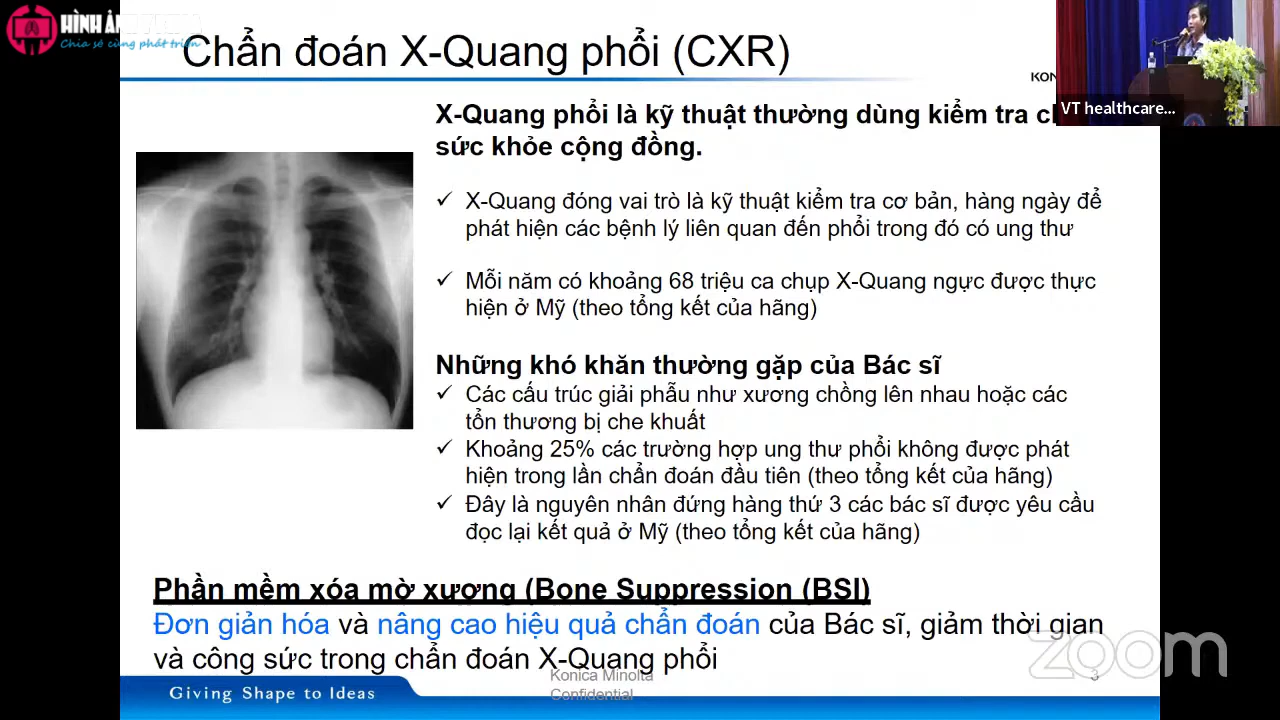 Chia sẻ cùng phát triển
Chẩn đoán X-Quang phổi (CXR)
VT healthcare...
X-Quang phổi là kỹ thuật thường dùng kiểm tra
sức khỏe cộng đồng.
✓ X-Quang đóng vai trò là kỹ thuật kiểm tra cơ bản, hàng ngày để
phát hiện các bệnh lý liên quan đến phổi trong đó có ung thư
✓ Mỗi năm có khoảng 68 triệu ca chụp X-Quang ngực được thực
hiện ở Mỹ (theo tổng kết của hãng)
Những khó khăn thường gặp của Bác sĩ
✓ Các cấu trúc giải phẫu như xương chồng lên nhau hoặc các
tổn thương bị che khuất
✓ Khoảng 25% các trường hợp ung thư phổi không được phát
hiện trong lần chẩn đoán đầu tiên (theo tổng kết của hãng)
✓ Đây là nguyên nhân đứng hàng thứ 3 các bác sĩ được yêu cầu
đọc lại kết quả ở Mỹ (theo tổng kết của hãng)
Phần mềm xóa mờ xương (Bone Suppression (BSI)
Đơn giản hóa và nâng cao hiệu quả chẩn đoán của Bác sĩ, giảm thời gian
và công sức trong chẩn đoán X-Quang phổi
zoom
Konica Minolta
Confidential
3
Giving Shape to Ideas